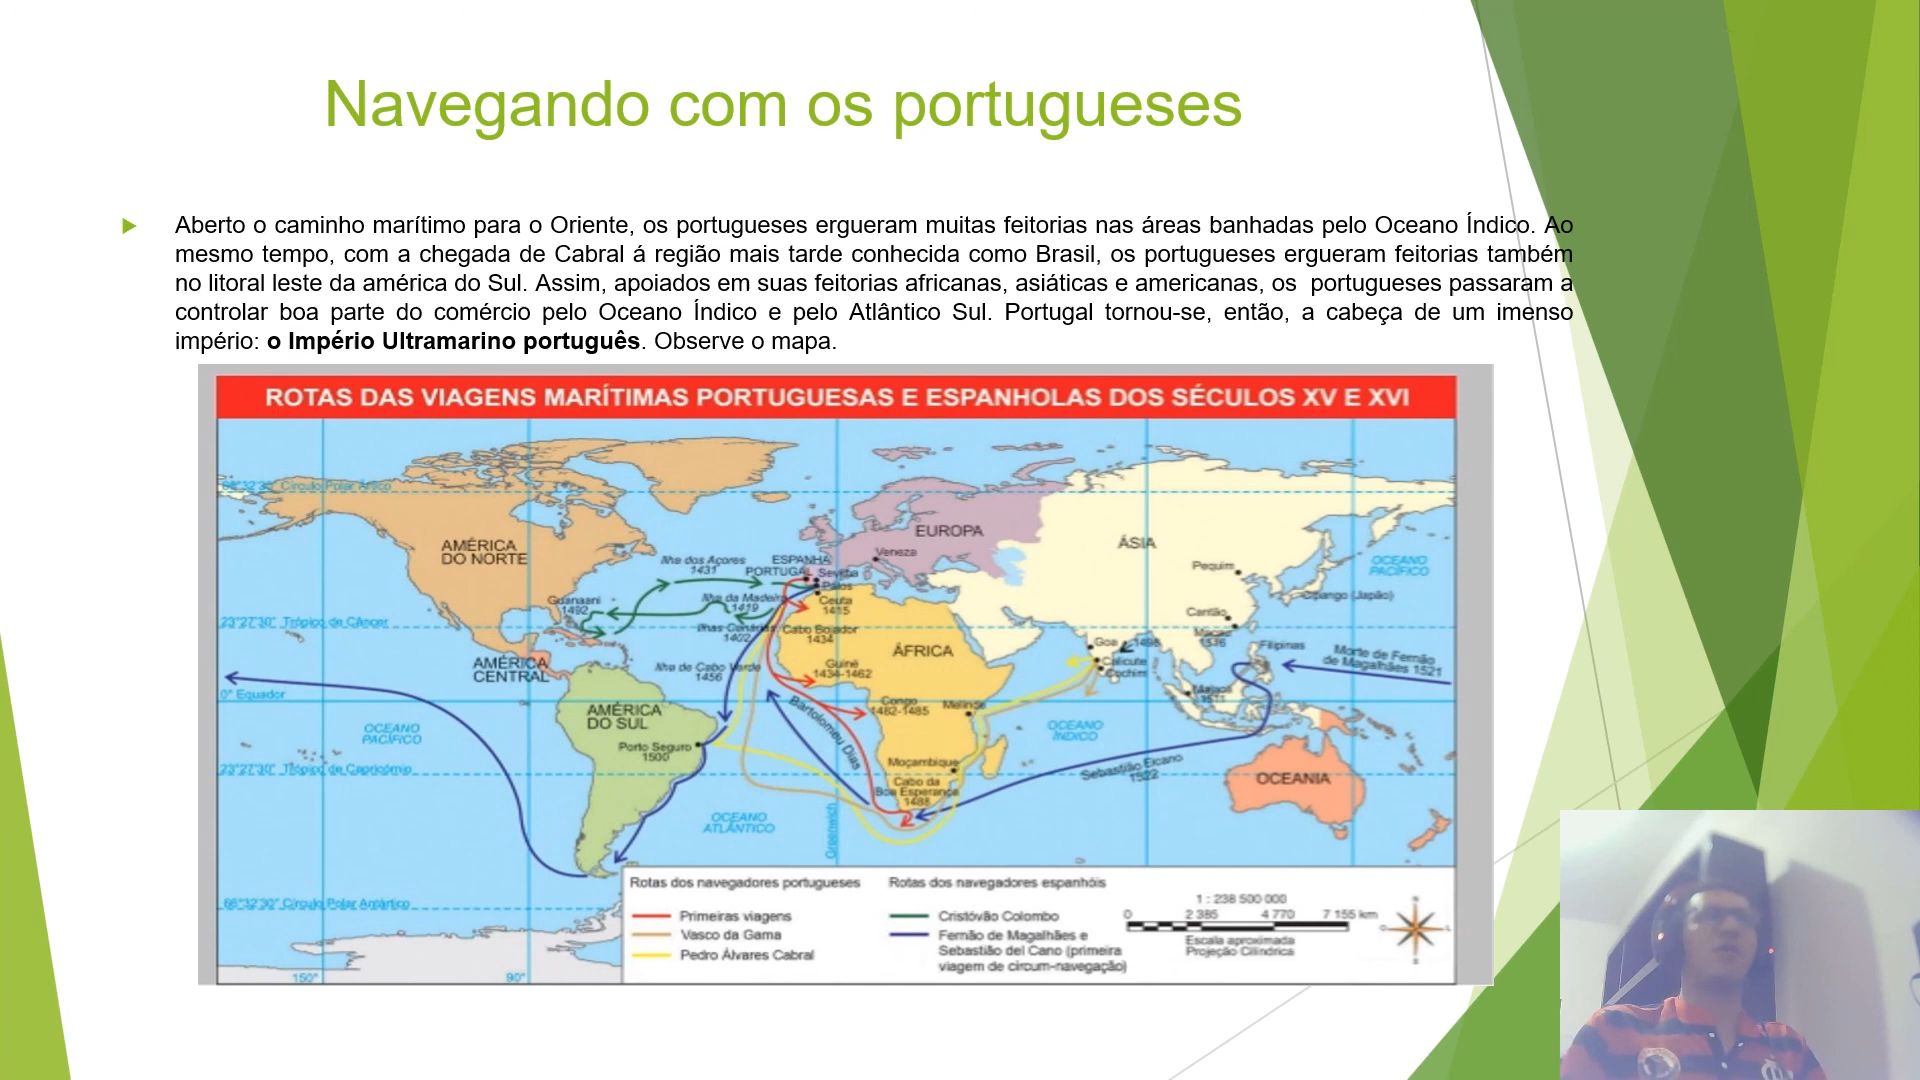 Navegando com os portugueses
Aberto o caminho marítimo para o Oriente, os portugueses ergueram muitas feitorias nas áreas banhadas pelo Oceano Índico. Ao
mesmo tempo, com a chegada de Cabral á região mais tarde conhecida como Brasil, os portugueses ergueram feitorias também
no litoral leste da américa do Sul. Assim, apoiados em suas feitorias africanas, asiáticas e americanas, os portugueses passaram a
controlar boa parte do comércio pelo Oceano Índico e pelo Atlântico Sul. Portugal tornou-se, então, a cabeça de um imenso
império: o Império Ultramarino português. Observe o mapa.
ROTAS DAS VIAGENS MARÍTIMAS PORTUGUESAS E ESPANHOLAS DOS SÉCULOS XV E XVI
Círculo Polar Ártico
AMÉRICA
DO NORTE
EUROPA
ÁSIA
Veneza
Ilha dos Açores
1431
ESPANHA
PORTUGAL
Sevilha
Palos
Pequim
OCEANO
PACÍFICO
Cipango (Japão)
Guanaani
1492
Ilha da Madeira
1419
Ceuta
1415
Cantão
Macau
1536
23°27'30" Trópico de Câncer
Ilhas Canárias
1402
Cabo Bojador
1434
ÁFRICA
Goa
1498
Calicute
Cochim
Filipinas
Morte de Fernão
de Magalhães 1521
AMÉRICA
CENTRAL
Ilha de Cabo Verde
1456
Guiné
1434-1462
Malaca
1511
0° Equador
AMÉRICA
DO SUL
Congo
1482-1485
Melinde
Bartolomeu Dias
OCEANO
PACÍFICO
OCEANO
ÍNDICO
Porto Seguro
1500
Moçambique
Sebastião Elcano
1522
OCEANIA
23°27'30" Trópico de Capricórnio
Cabo da
Boa Esperança
1488
OCEANO
ATLÂNTICO
Greenwich
66°32'30" Círculo Polar Antártico
150°
90°
Rotas dos navegadores portugueses
Primeiras viagens
Vasco da Gama
Pedro Álvares Cabral
Rotas dos navegadores espanhóis
Cristóvão Colombo
Fernão de Magalhães e
Sebastião del Cano (primeira
viagem de circum-navegação)
1 : 238 500 000
0 2 385 4 770 7 155 km
Escala aproximada
Projeção Cilíndrica